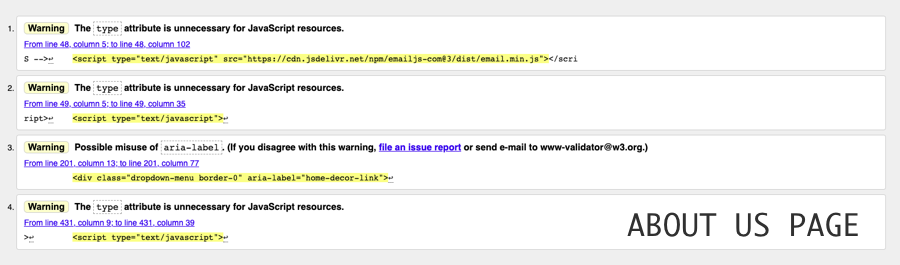 1. Warning The type attribute is unnecessary for JavaScript resources.
From line 48, column 5; to line 48, column 102
S -->↩ <script type="text/javascript" src="https://cdn.jsdelivr.net/npm/emailjs-com@3/dist/email.min.js"></scri
2. Warning The type attribute is unnecessary for JavaScript resources.
From line 49, column 5; to line 49, column 35
ript>↩ <script type="text/javascript">↩
3. Warning Possible misuse of aria-label. (If you disagree with this warning, file an issue report or send e-mail to www-validator@w3.org.)
From line 201, column 13; to line 201, column 77
<div class="dropdown-menu border-0" aria-label="home-decor-link">↩
4. Warning The type attribute is unnecessary for JavaScript resources.
From line 431, column 9; to line 431, column 39
>↩ <script type="text/javascript">↩
ABOUT US PAGE